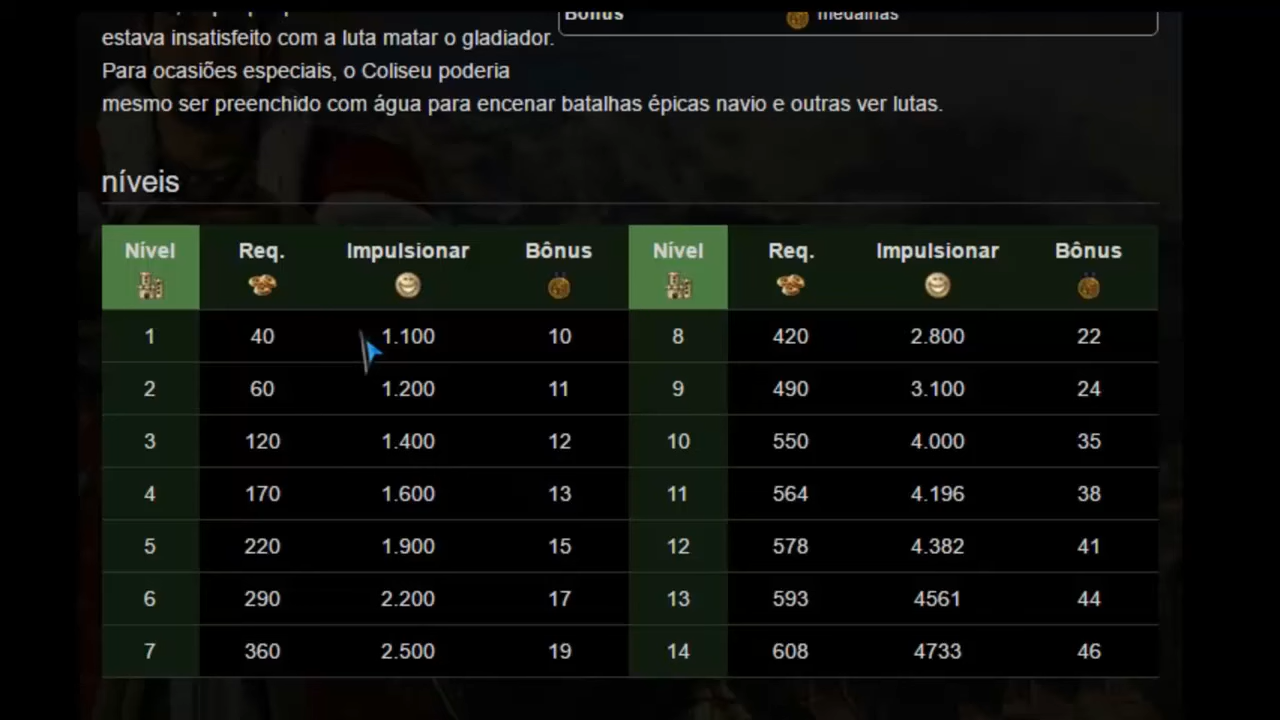 Bônus medalhas
estava insatisfeito com a luta matar o gladiador.
Para ocasiões especiais, o Coliseu poderia
mesmo ser preenchido com água para encenar batalhas épicas navio e outras ver lutas.
níveis
Nível Req. Impulsionar Bônus Nível Req. Impulsionar Bônus
1 40 1.100 10 8 420 2.800 22
2 60 1.200 11 9 490 3.100 24
3 120 1.400 12 10 550 4.000 35
4 170 1.600 13 11 564 4.196 38
5 220 1.900 15 12 578 4.382 41
6 290 2.200 17 13 593 4561 44
7 360 2.500 19 14 608 4733 46